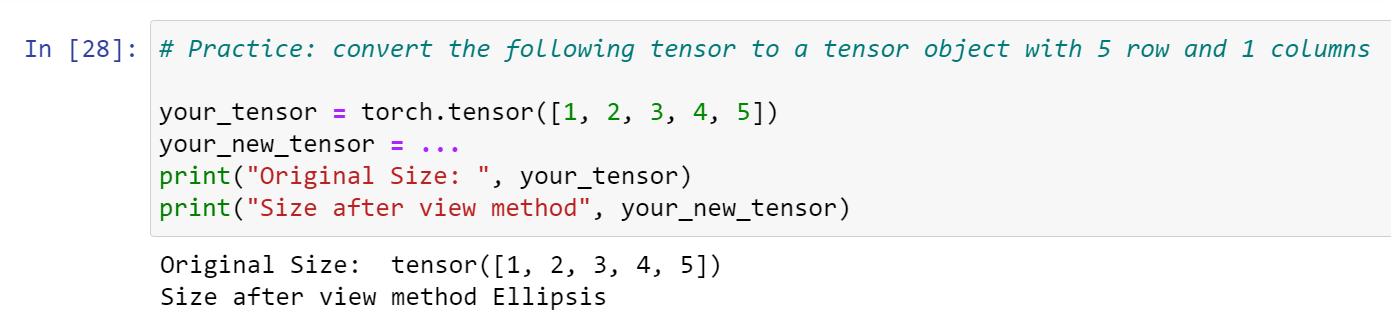 In [28]: # Practice: convert the following tensor to a tensor object with 5 row and 1 columns
your_tensor = torch.tensor([1, 2, 3, 4, 5])
your_new_tensor = ...
print("Original Size: ", your_tensor)
print("Size after view method", your_new_tensor)
Original Size:  tensor([1, 2, 3, 4, 5])
Size after view method Ellipsis